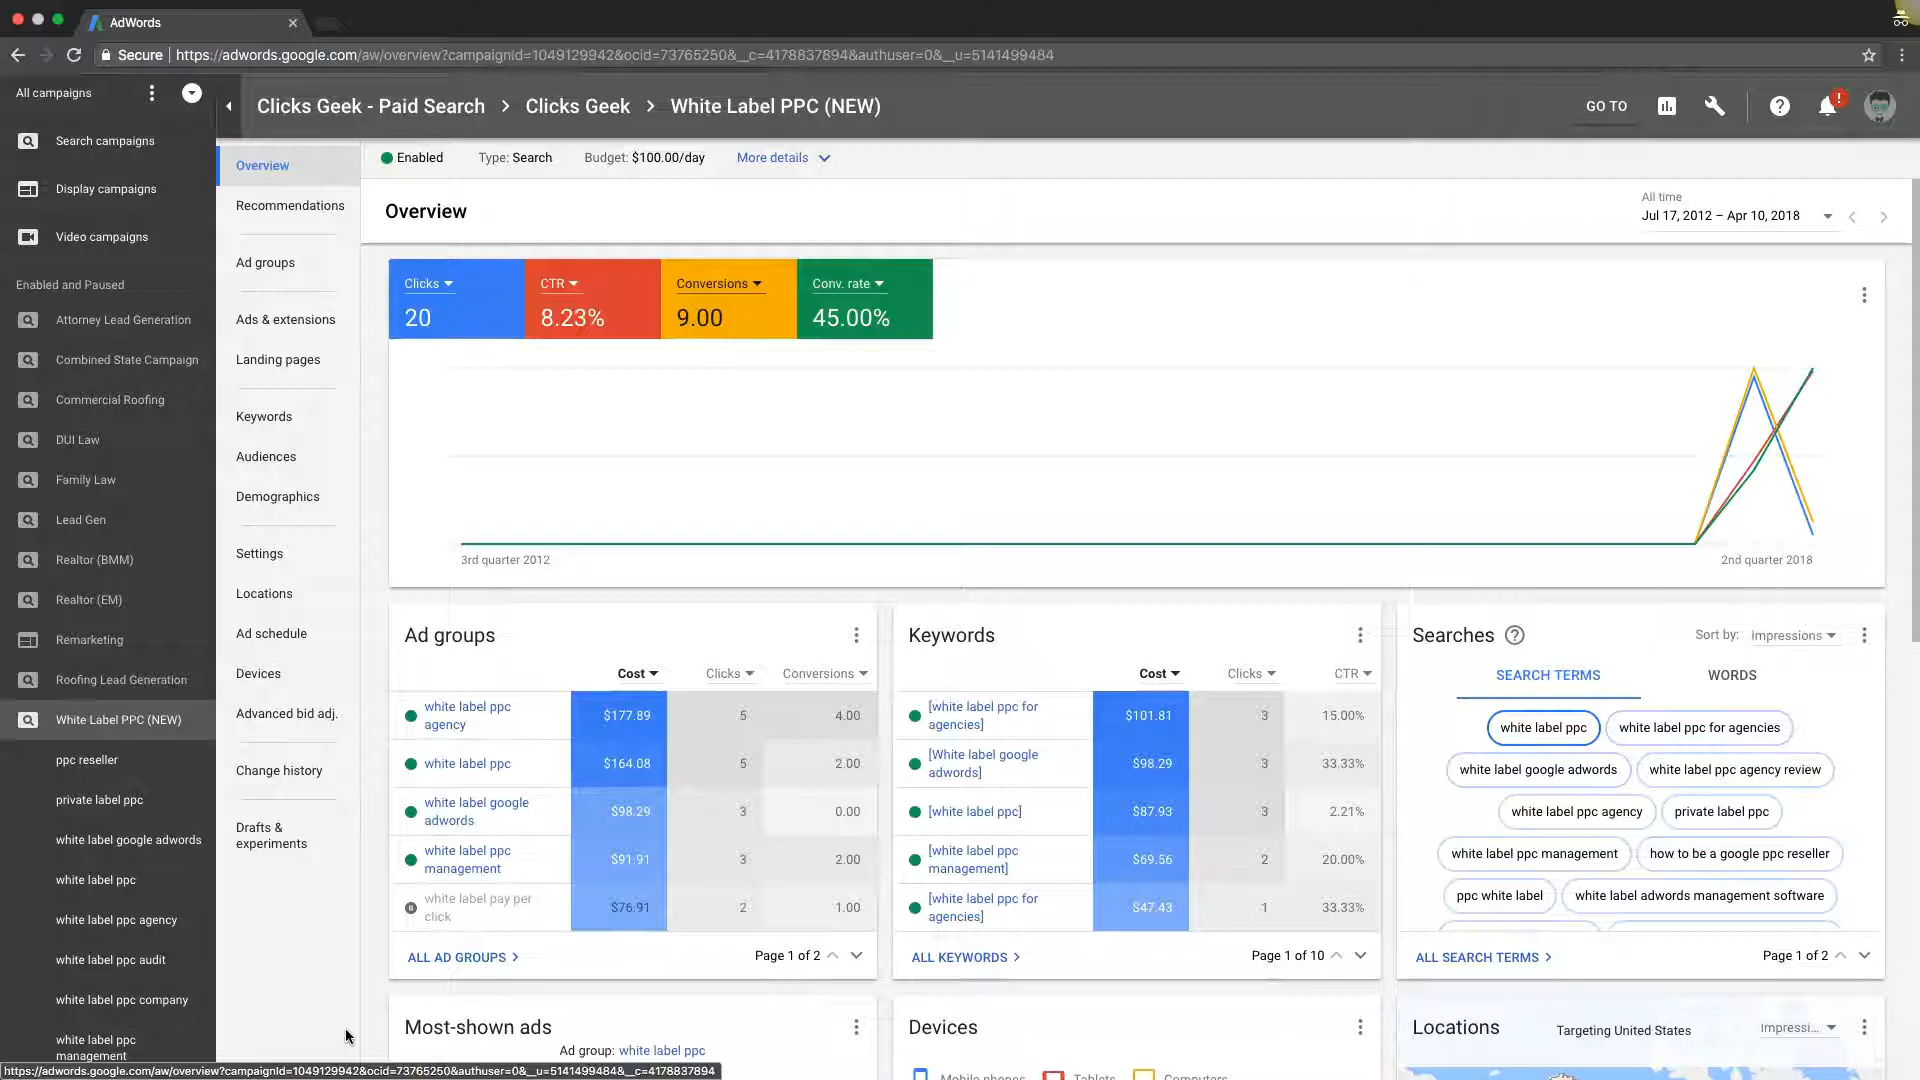 AdWords
Secure
https://adwords.google.com/aw/overview?campaignId=1049129942&ocid=73765250&__c=4178837894&authuser=0&__u=5141499484
All campaigns
Clicks Geek - Paid Search > Clicks Geek > White Label PPC (NEW)
GO TO
Search campaigns
Display campaigns
Video campaigns
Enabled and Paused
Attorney Lead Generation
Combined State Campaign
Commercial Roofing
DUI Law
Family Law
Lead Gen
Realtor (BMM)
Realtor (EM)
Remarketing
Roofing Lead Generation
White Label PPC (NEW)
ppc reseller
private label ppc
white label google adwords
white label ppc
white label ppc agency
white label ppc audit
white label ppc company
white label ppc
management
Overview
Recommendations
Ad groups
Ads & extensions
Landing pages
Keywords
Audiences
Demographics
Settings
Locations
Ad schedule
Devices
Advanced bid adj.
Change history
Drafts &
experiments
Enabled Type: Search Budget: $100.00/day More details
Overview
All time
Jul 17, 2012 – Apr 10, 2018
Clicks CTR Conversions Conv. rate
20 8.23% 9.00 45.00%
3rd quarter 2012 2nd quarter 2018
Ad groups
Cost Clicks Conversions
white label ppc
agency
$177.89 5 4.00
white label ppc $164.08 5 2.00
white label google
adwords
$98.29 3 0.00
white label ppc
management
$91.91 3 2.00
white label pay per
click
$76.91 2 1.00
ALL AD GROUPS > Page 1 of 2
Keywords
Cost Clicks CTR
[white label ppc for
agencies]
$101.81 3 15.00%
[White label google
adwords]
$98.29 3 33.33%
[white label ppc] $87.93 3 2.21%
[white label ppc
management]
$69.56 2 20.00%
[white label ppc for
agencies]
$47.43 1 33.33%
ALL KEYWORDS > Page 1 of 10
Searches Sort by: Impressions
SEARCH TERMS WORDS
white label ppc white label ppc for agencies
white label google adwords white label ppc agency review
white label ppc agency private label ppc
white label ppc management how to be a google ppc reseller
ppc white label white label adwords management software
ALL SEARCH TERMS > Page 1 of 2
Most-shown ads
Ad group: white label ppc
Devices
Mobile phones Tablets Computers
Locations Targeting United States Impressi...
https://adwords.google.com/aw/overview?campaignId=1049129942&ocid=73765250&authuser=0&__u=5141499484&__c=4178837894